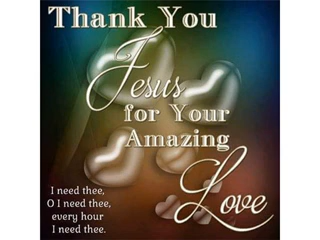 Thank You
Jesus
for Your
Amazing
Love
I need thee,
O I need thee,
every hour
I need thee.